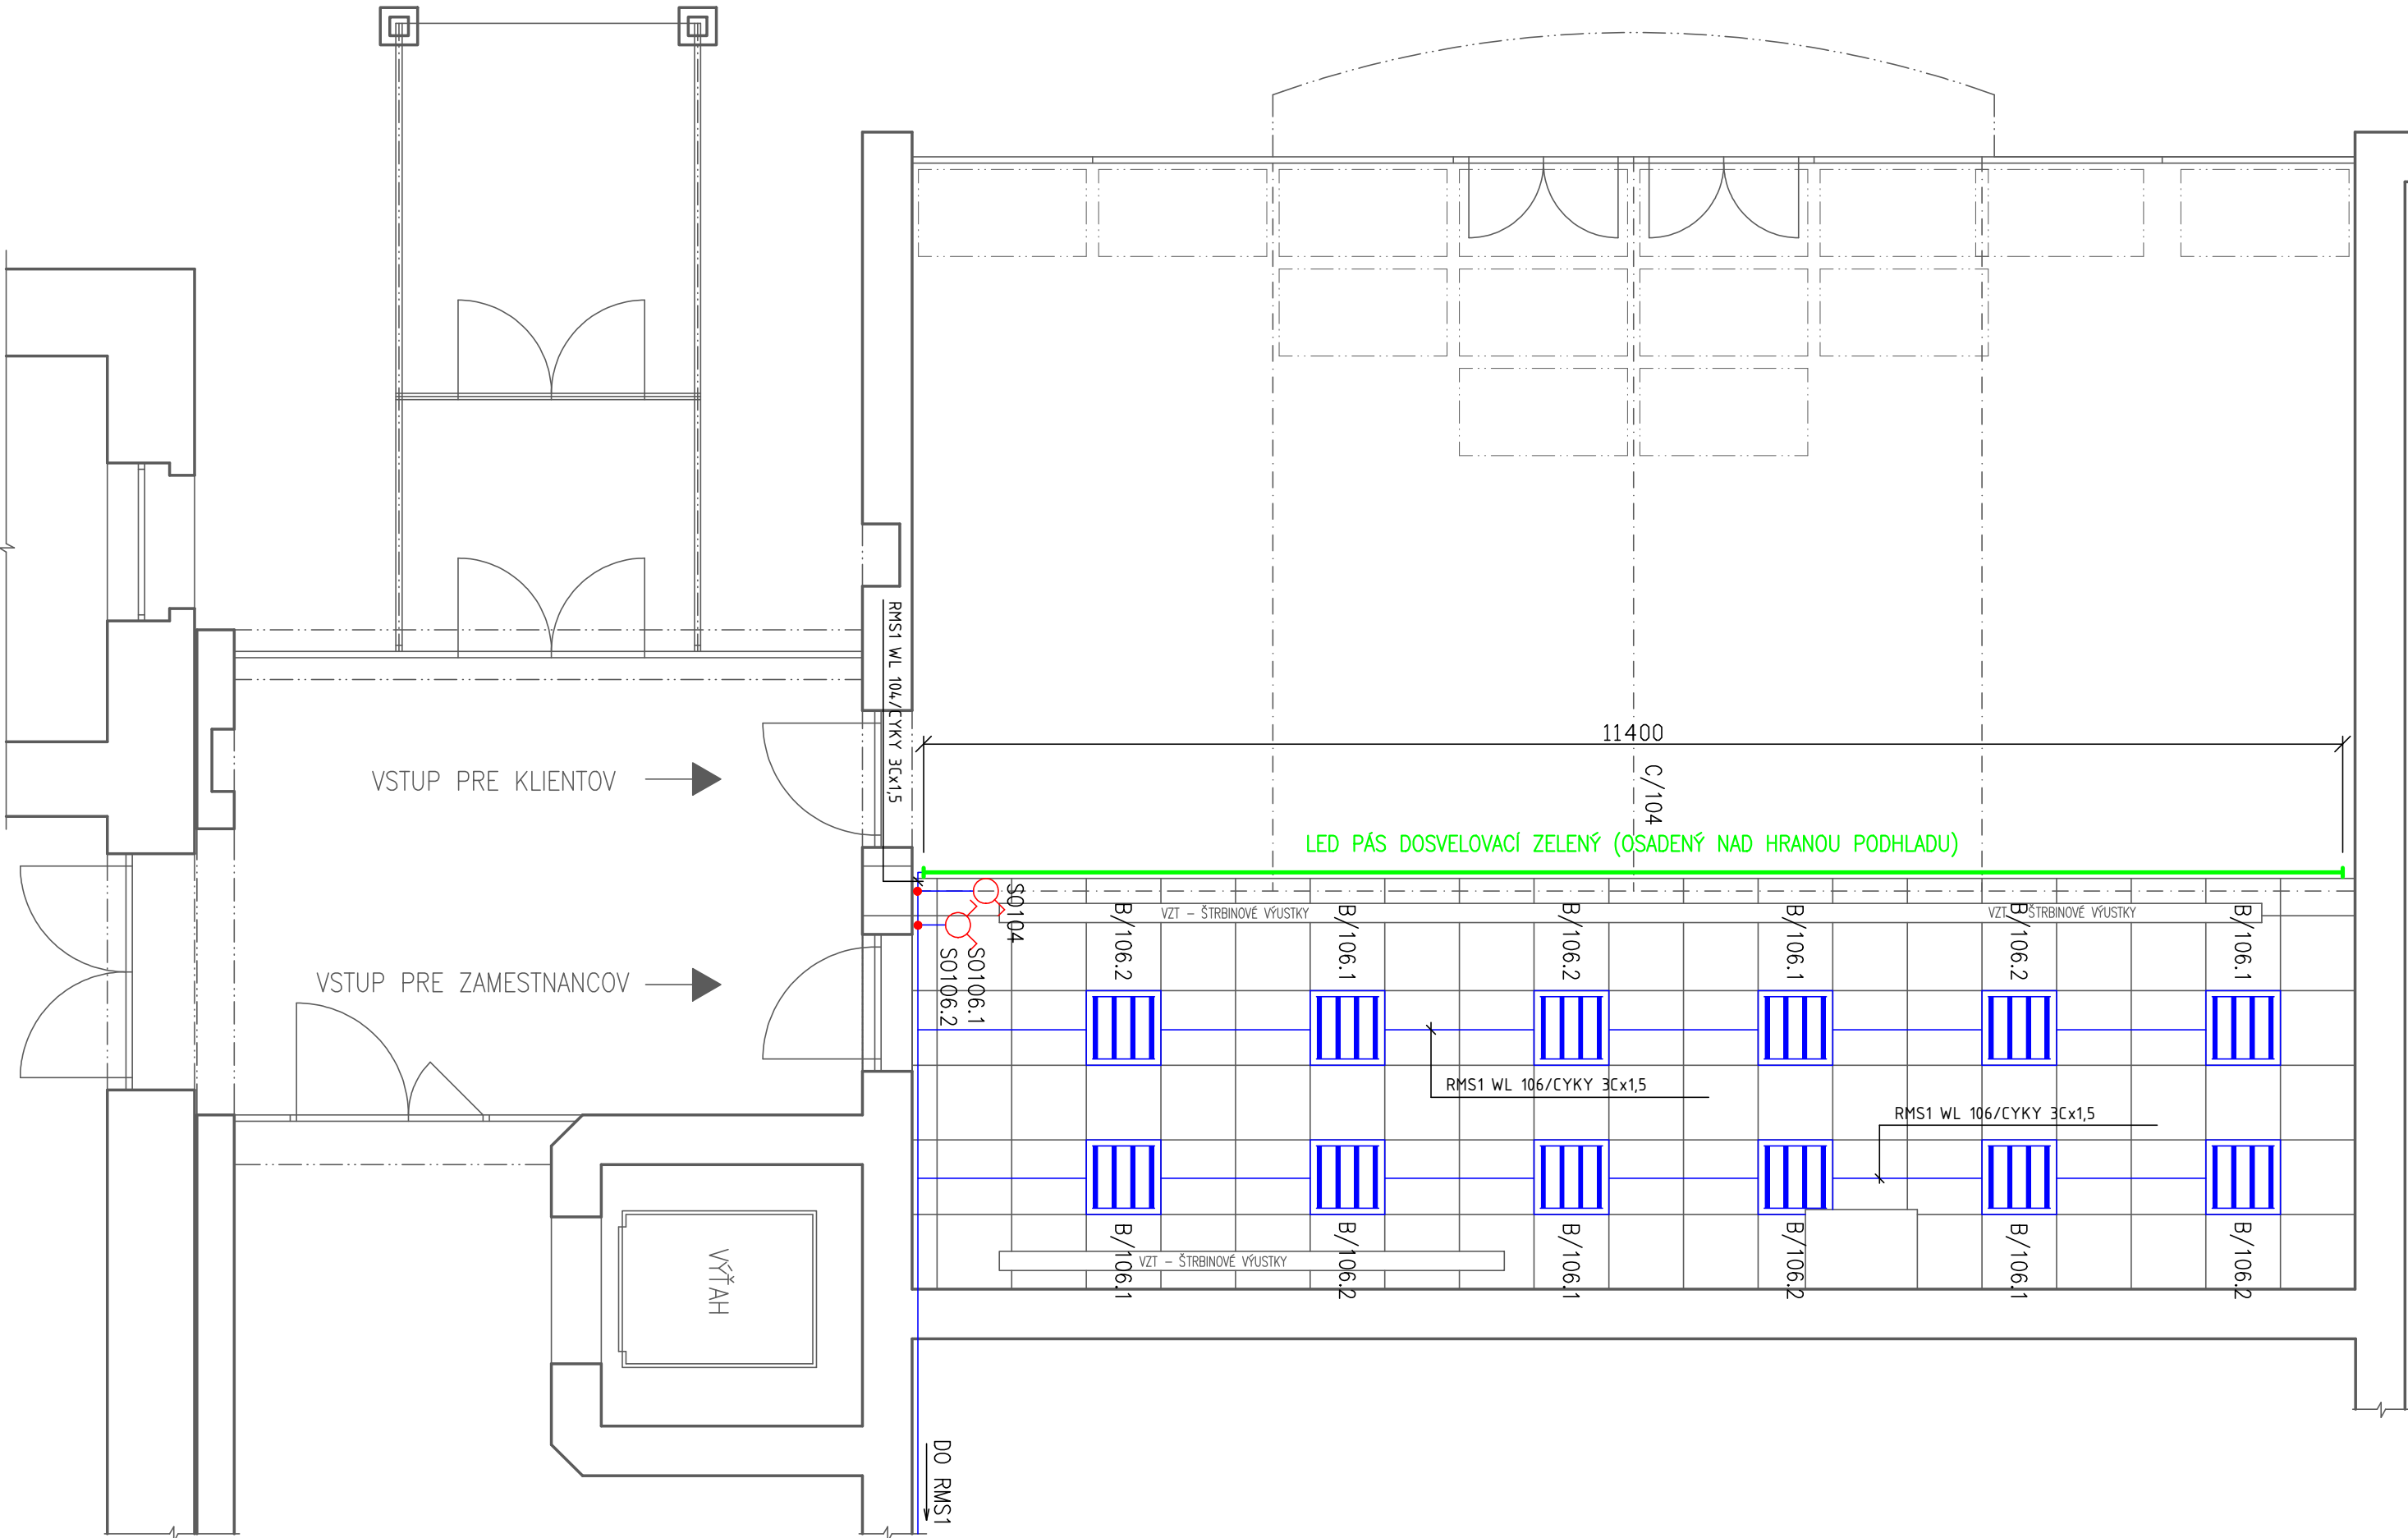 RMS1 WL 104/CYKY 3Cx1,5
11400
C/104
VSTUP PRE KLIENTOV
LED PÁS DOSVELOVACÍ ZELENÝ (OSADENÝ NAD HRANOU PODHLADU)
SO104
VZT - ŠTRBINOVÉ VÝUSTKY
VZT - ŠTRBINOVÉ VÝUSTKY
B/106.2
B/106.1
B/106.2
B/106.1
B/106.2
B/106.1
VSTUP PRE ZAMESTNANCOV
SO106.1
SO106.2
RMS1 WL 106/CYKY 3Cx1,5
RMS1 WL 106/CYKY 3Cx1,5
B/106.1
B/106.2
B/106.1
B/106.2
B/106.1
B/106.2
VZT - ŠTRBINOVÉ VÝUSTKY
VÝŤAH
DO RMS1